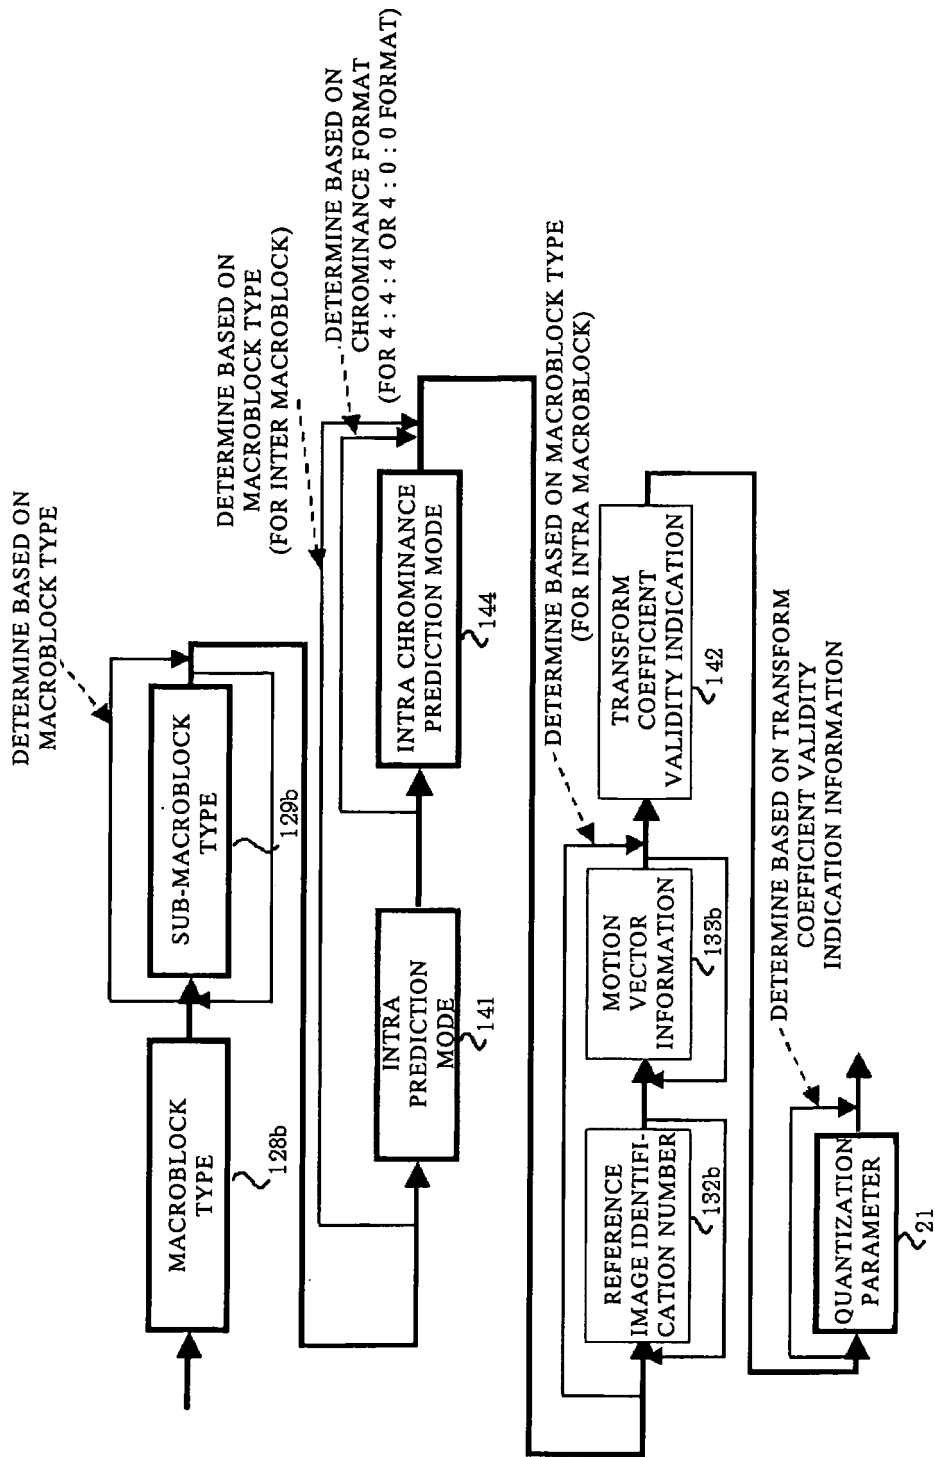 DETERMINE BASED ON
MACROBLOCK TYPE
MACROBLOCK
TYPE
128b
SUB-MACROBLOCK
TYPE
129b
DETERMINE BASED ON
MACROBLOCK TYPE
(FOR INTER MACROBLOCK)
DETERMINE BASED ON
CHROMINANCE FORMAT
(FOR 4 : 4 : 4 OR 4 : 0 : 0 FORMAT)
INTRA
PREDICTION
MODE
141
INTRA CHROMINANCE
PREDICTION MODE
144
DETERMINE BASED ON MACROBLOCK TYPE
(FOR INTRA MACROBLOCK)
REFERENCE
IMAGE IDENTIFI-
CATION NUMBER
132b
MOTION
VECTOR
INFORMATION
133b
TRANSFORM
COEFFICIENT
VALIDITY INDICATION
142
DETERMINE BASED ON TRANSFORM
COEFFICIENT VALIDITY
INDICATION INFORMATION
QUANTIZATION
PARAMETER
21